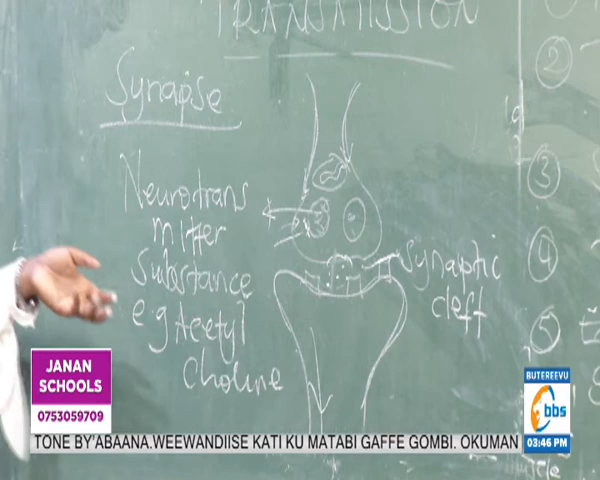 TRANSMISSION
Synapse
Neurotrans
mitter
Substance
e g Acetyl
Choline
Synaptic
cleft
2
3
4
5
JANAN
SCHOOLS
0753059709
BUTEREEVU
bbs
03:46 PM
TONE BY'ABAANA.WEEWANDIISE KATI KU MATABI GAFFE GOMBI. OKUMAN